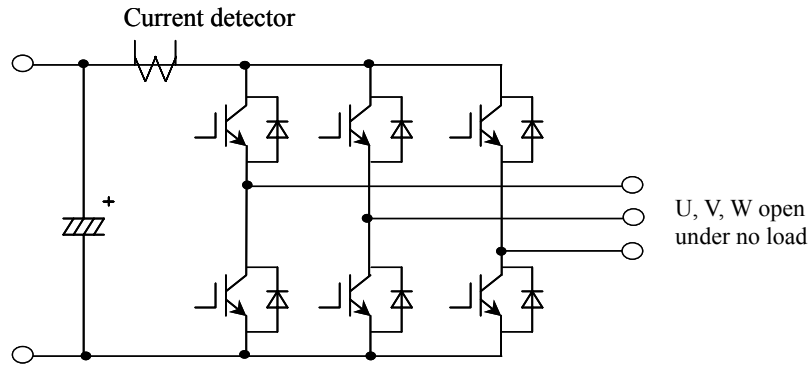 Current detector
+
U, V, W open
under no load